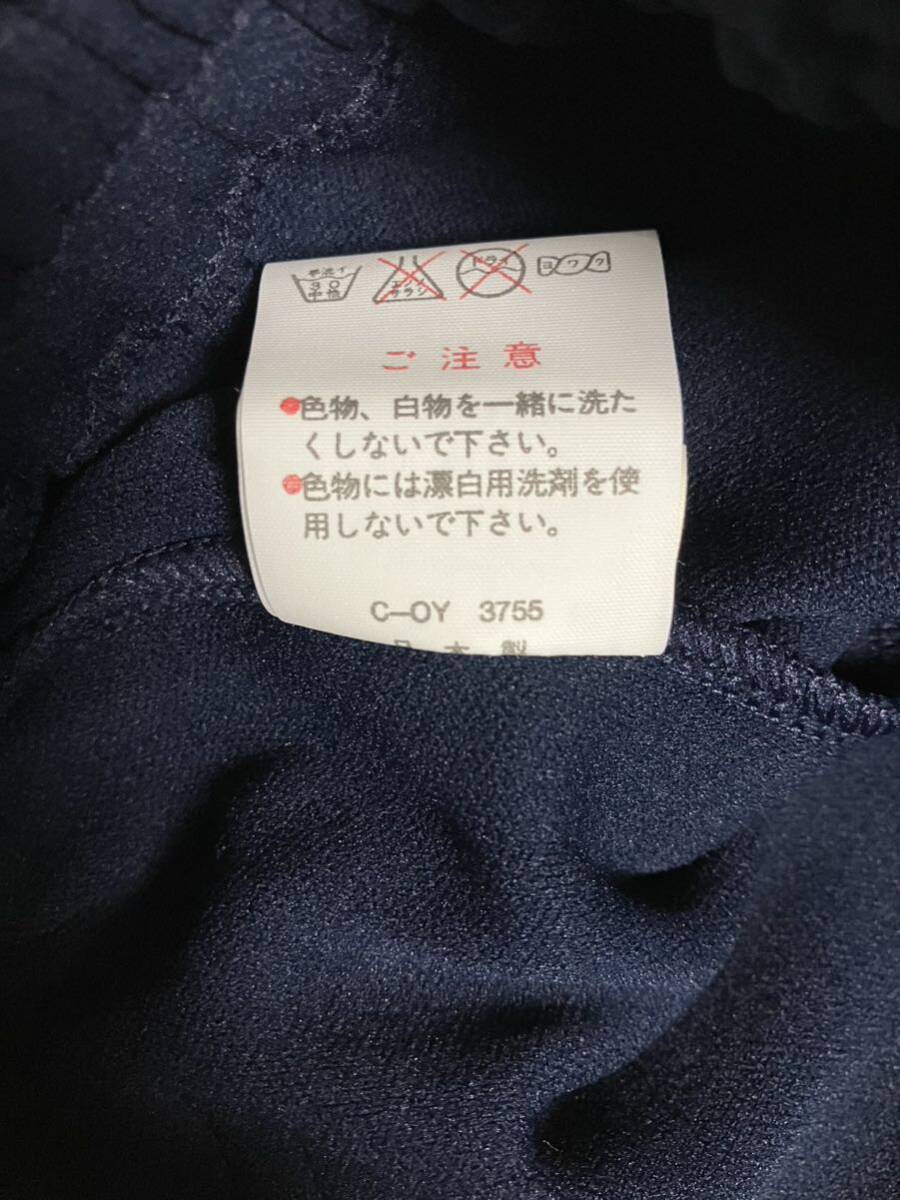 手洗イ 30 中性 エンソ サラシ ドライ ヨワク
ご注意
●色物、白物を一緒に洗た
くしないで下さい。
●色物には漂白用洗剤を使
用しないで下さい。
C-OY 3755
日本製